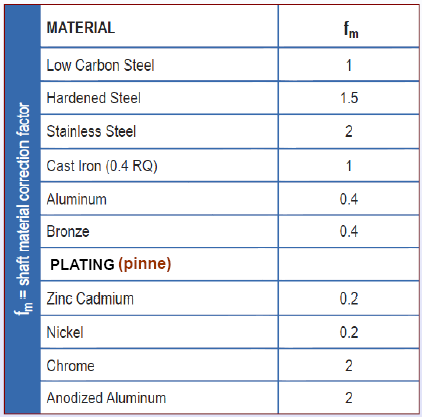 MATERIAL fm
Low Carbon Steel 1
Hardened Steel 1.5
Stainless Steel 2
Cast Iron (0.4 RQ) 1
Aluminum 0.4
Bronze 0.4
PLATING (pinne)
Zinc Cadmium 0.2
Nickel 0.2
Chrome 2
Anodized Aluminum 2
fm = shaft material correction factor